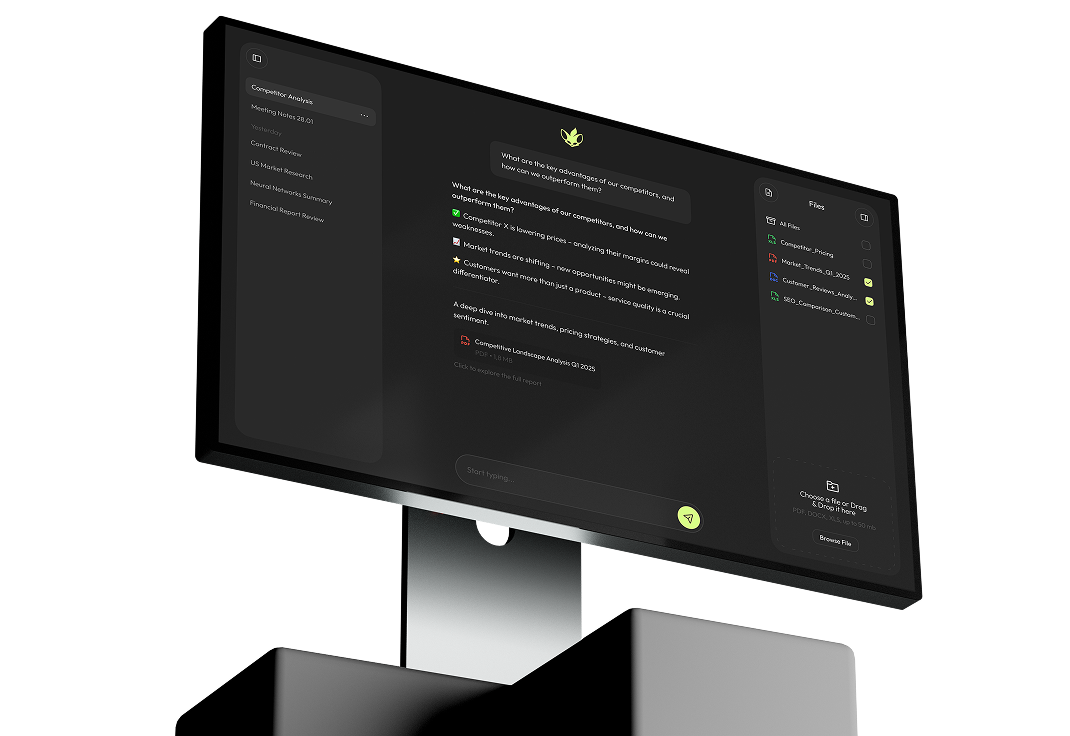 Competitor Analysis
Meeting Notes 28.01
Yesterday
Contract Review
US Market Research
Neural Networks Summary
Financial Report Review
What are the key advantages of our competitors, and
how can we outperform them?
What are the key advantages of our competitors, and how can we
outperform them?
✅ Competitor X is lowering prices – analyzing their margins could reveal
weaknesses.
📈 Market trends are shifting – new opportunities might be emerging.
⭐ Customers want more than just a product – service quality is a crucial
differentiator.
A deep dive into market trends, pricing strategies, and customer
sentiment.
Competitive Landscape Analysis Q1 2025
PDF • 1,8 MB
Click to explore the full report
Start typing...
Files
All Files
Competitor_Pricing
Market_Trends_Q1_2025
Customer_Reviews_Analy...
SEO_Comparison_Custom...
Choose a file or Drag
& Drop it here
PDF, DOCX, XLS, up to 50 mb
Browse File